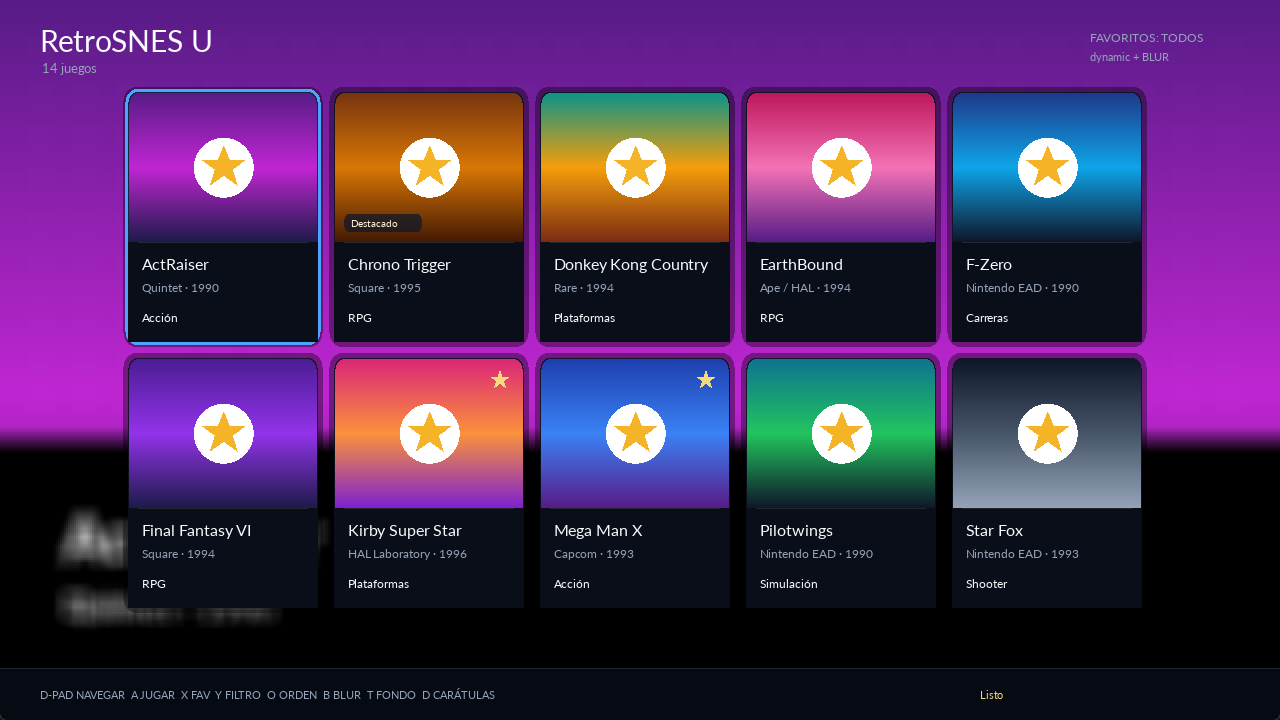 RetroSNES U
14 juegos
FAVORITOS: TODOS
dynamic + BLUR
Destacado
ActRaiser
Quintet · 1990
Acción
Chrono Trigger
Square · 1995
RPG
Donkey Kong Country
Rare · 1994
Plataformas
EarthBound
Ape / HAL · 1994
RPG
F-Zero
Nintendo EAD · 1990
Carreras
Final Fantasy VI
Square · 1994
RPG
Kirby Super Star
HAL Laboratory · 1996
Plataformas
Mega Man X
Capcom · 1993
Acción
Pilotwings
Nintendo EAD · 1990
Simulación
Star Fox
Nintendo EAD · 1993
Shooter
D-PAD NAVEGAR A JUGAR X FAV Y FILTRO O ORDEN B BLUR T FONDO D CARÁTULAS
Listo